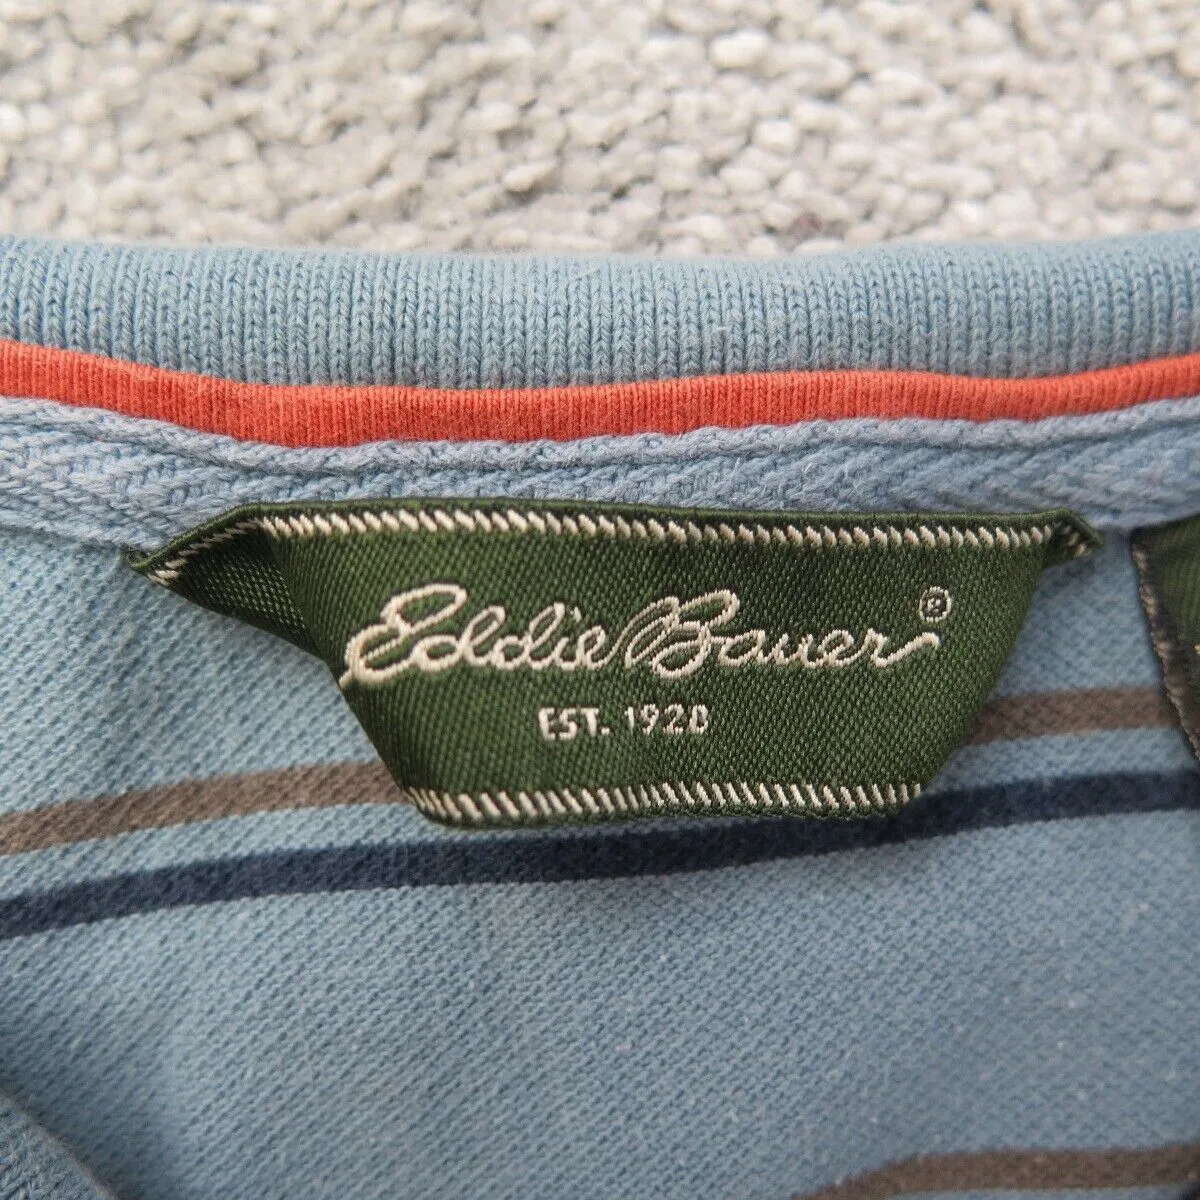 Eddie Bauer®
EST. 1920